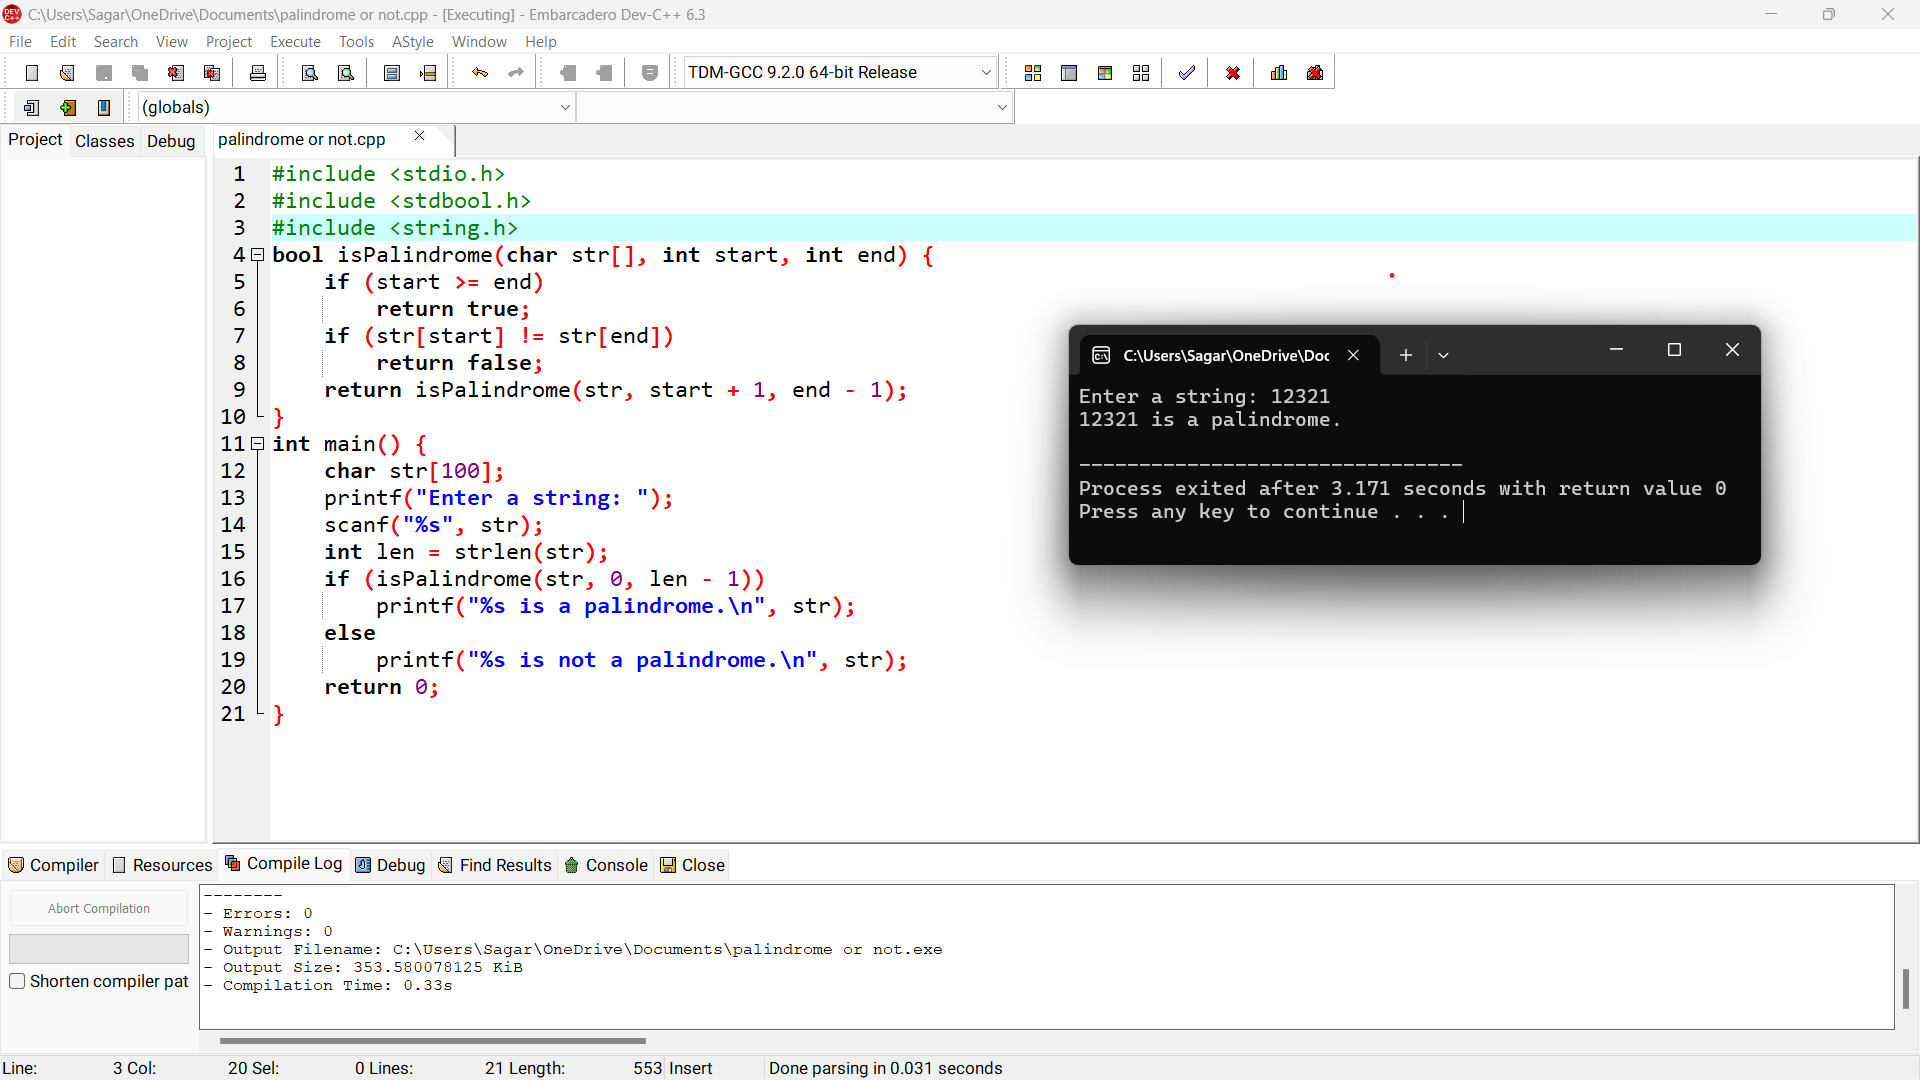 C:\Users\Sagar\OneDrive\Documents\palindrome or not.cpp - [Executing] - Embarcadero Dev-C++ 6.3
File Edit Search View Project Execute Tools AStyle Window Help
TDM-GCC 9.2.0 64-bit Release
(globals)
Project Classes Debug
palindrome or not.cpp
1 #include <stdio.h>
2 #include <stdbool.h>
3 #include <string.h>
4 bool isPalindrome(char str[], int start, int end) {
5     if (start >= end)
6         return true;
7     if (str[start] != str[end])
8         return false;
9     return isPalindrome(str, start + 1, end - 1);
10 }
11 int main() {
12     char str[100];
13     printf("Enter a string: ");
14     scanf("%s", str);
15     int len = strlen(str);
16     if (isPalindrome(str, 0, len - 1))
17         printf("%s is a palindrome.\n", str);
18     else
19         printf("%s is not a palindrome.\n", str);
20     return 0;
21 }
C:\Users\Sagar\OneDrive\Doc
Enter a string: 12321
12321 is a palindrome.
--------------------------------
Process exited after 3.171 seconds with return value 0
Press any key to continue . . .
Compiler Resources Compile Log Debug Find Results Console Close
Abort Compilation
Shorten compiler pat
--------
- Errors: 0
- Warnings: 0
- Output Filename: C:\Users\Sagar\OneDrive\Documents\palindrome or not.exe
- Output Size: 353.580078125 KiB
- Compilation Time: 0.33s
Line: 3 Col: 20 Sel: 0 Lines: 21 Length: 553 Insert Done parsing in 0.031 seconds